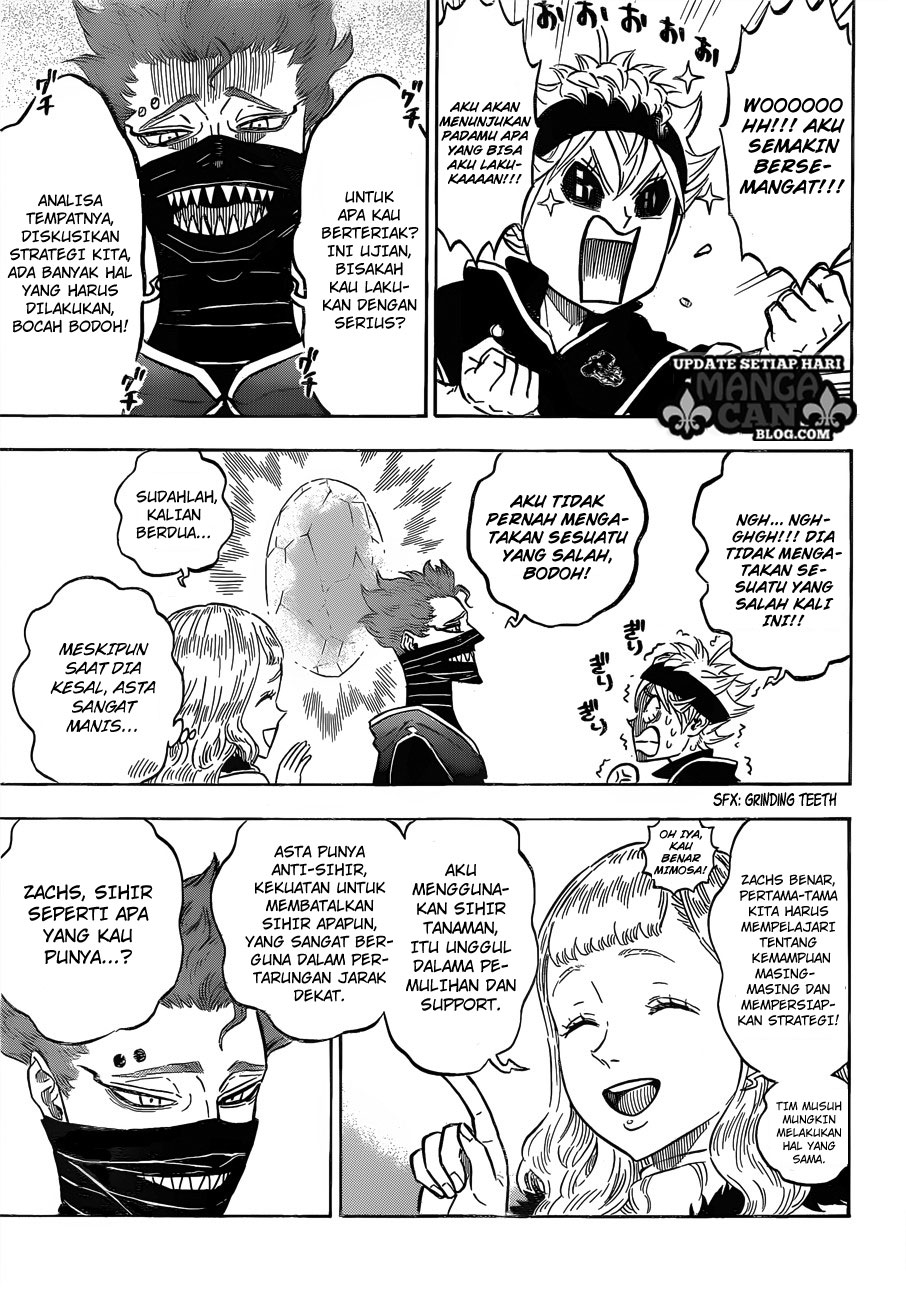 WOOOOOO
HH!!! AKU
SEMAKIN
BERSE-
MANGAT!!!
おおおおお
AKU AKAN
MENUNJUKAN
PADAMU APA
YANG BISA
AKU LAKU-
KAAAAN!!!
UNTUK
APA KAU
BERTERIAK?
INI UJIAN,
BISAKAH
KAU LAKU-
KAN DENGAN
SERIUS?
ANALISA
TEMPATNYA,
DISKUSIKAN
STRATEGI KITA,
ADA BANYAK HAL
YANG HARUS
DILAKUKAN,
BOCAH BODOH!
グチ
グチ
グチ
グチ
UPDATE SETIAP HARI
MANGA
CAN
BLOG.COM
NGH... NGH-
GHGH!!! DIA
TIDAK MENGA-
TAKAN SE-
SUATU YANG
SALAH KALI
INI!!
AKU TIDAK
PERNAH MENGA-
TAKAN SESUATU
YANG SALAH,
BODOH!
SUDAHLAH,
KALIAN
BERDUA...
MESKIPUN
SAAT DIA
KESAL, ASTA
SANGAT
MANIS...
ぎり
ぎり
ぎり
SFX: GRINDING TEETH
ZACHS BENAR,
PERTAMA-TAMA
KITA HARUS
MEMPELAJARI
TENTANG
KEMAMPUAN
MASING-
MASING DAN
MEMPERSIAP-
KAN STRATEGI!
OH IYA,
KAU
BENAR
MIMOSA!
TIM MUSUH
MUNGKIN
MELAKUKAN
HAL YANG
SAMA.
AKU
MENGGUNA-
KAN SIHIR
TANAMAN,
ITU UNGGUL
DALAMA PE-
MULIHAN DAN
SUPPORT.
ASTA PUNYA
ANTI-SIHIR,
KEKUATAN UNTUK
MEMBATALKAN
SIHIR APAPUN,
YANG SANGAT BER-
GUNA DALAM PER-
TARUNGAN JARAK
DEKAT.
ZACHS, SIHIR
SEPERTI APA
YANG KAU
PUNYA...?